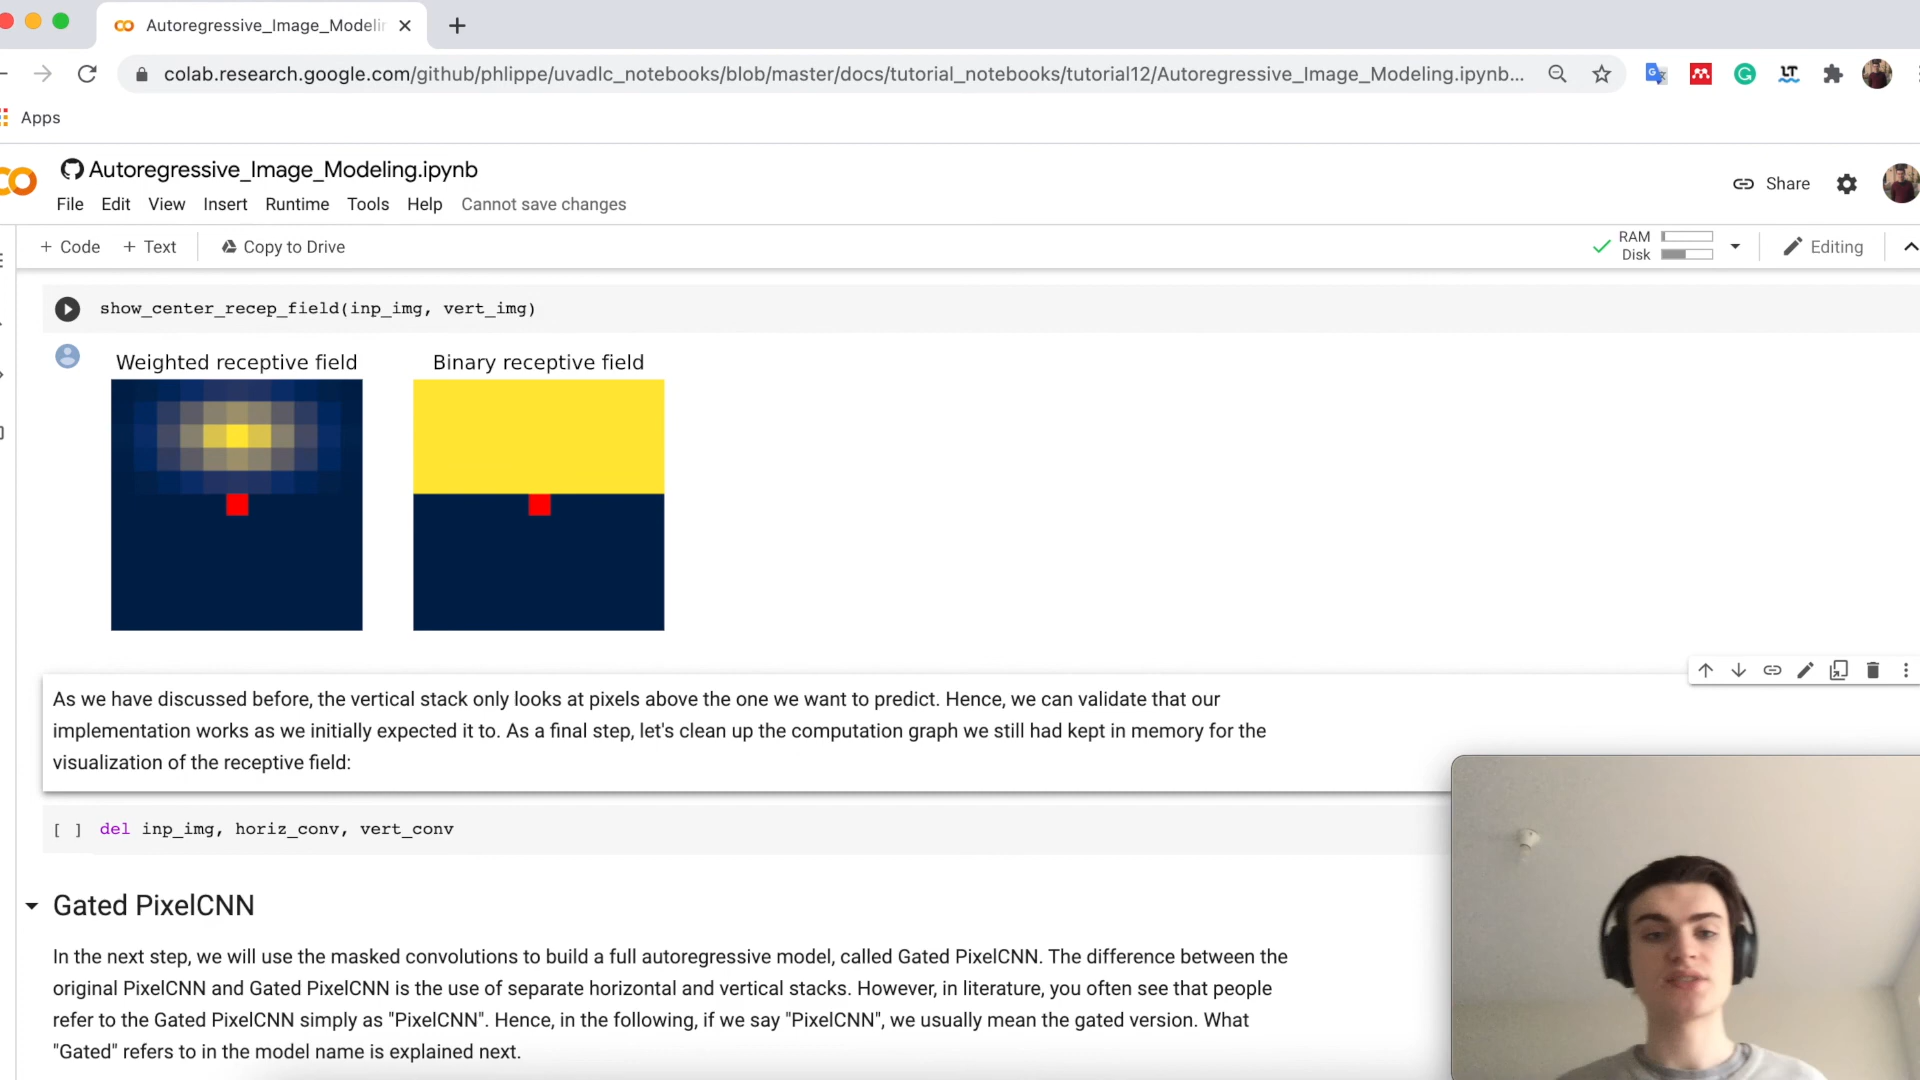 Autoregressive_Image_Modelin
colab.research.google.com/github/phlippe/uvadlc_notebooks/blob/master/docs/tutorial_notebooks/tutorial12/Autoregressive_Image_Modeling.ipynb...
Apps
Autoregressive_Image_Modeling.ipynb
Share
File Edit View Insert Runtime Tools Help Cannot save changes
+ Code + Text Copy to Drive
RAM
Disk
Editing
show_center_recep_field(inp_img, vert_img)
Weighted receptive field
Binary receptive field
As we have discussed before, the vertical stack only looks at pixels above the one we want to predict. Hence, we can validate that our
implementation works as we initially expected it to. As a final step, let's clean up the computation graph we still had kept in memory for the
visualization of the receptive field:
[ ] del inp_img, horiz_conv, vert_conv
Gated PixelCNN
In the next step, we will use the masked convolutions to build a full autoregressive model, called Gated PixelCNN. The difference between the
original PixelCNN and Gated PixelCNN is the use of separate horizontal and vertical stacks. However, in literature, you often see that people
refer to the Gated PixelCNN simply as "PixelCNN". Hence, in the following, if we say "PixelCNN", we usually mean the gated version. What
"Gated" refers to in the model name is explained next.